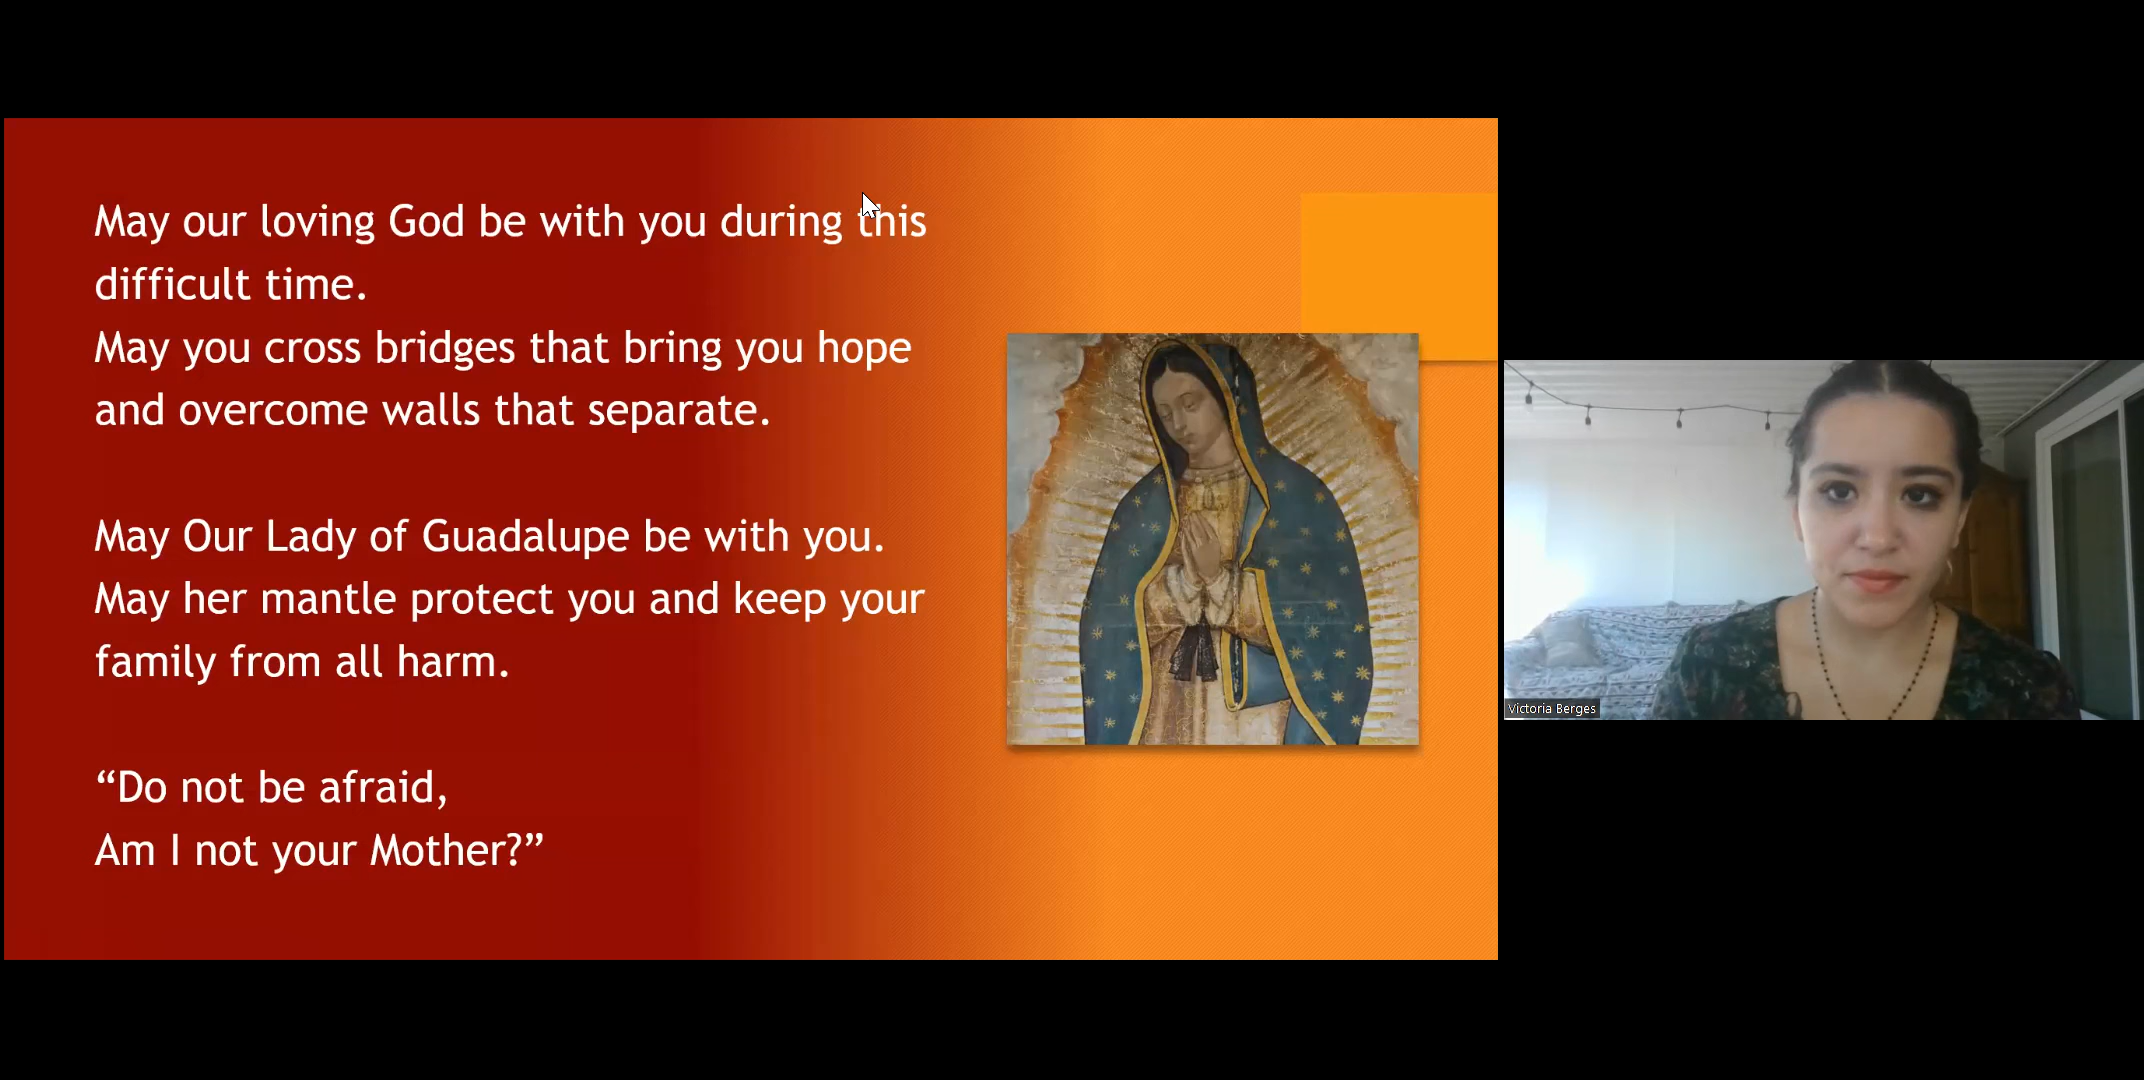 May our loving God be with you during this
difficult time.
May you cross bridges that bring you hope
and overcome walls that separate.
May Our Lady of Guadalupe be with you.
May her mantle protect you and keep your
family from all harm.
“Do not be afraid,
Am I not your Mother?”
Victoria Berges